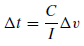 Δt = C/I Δv